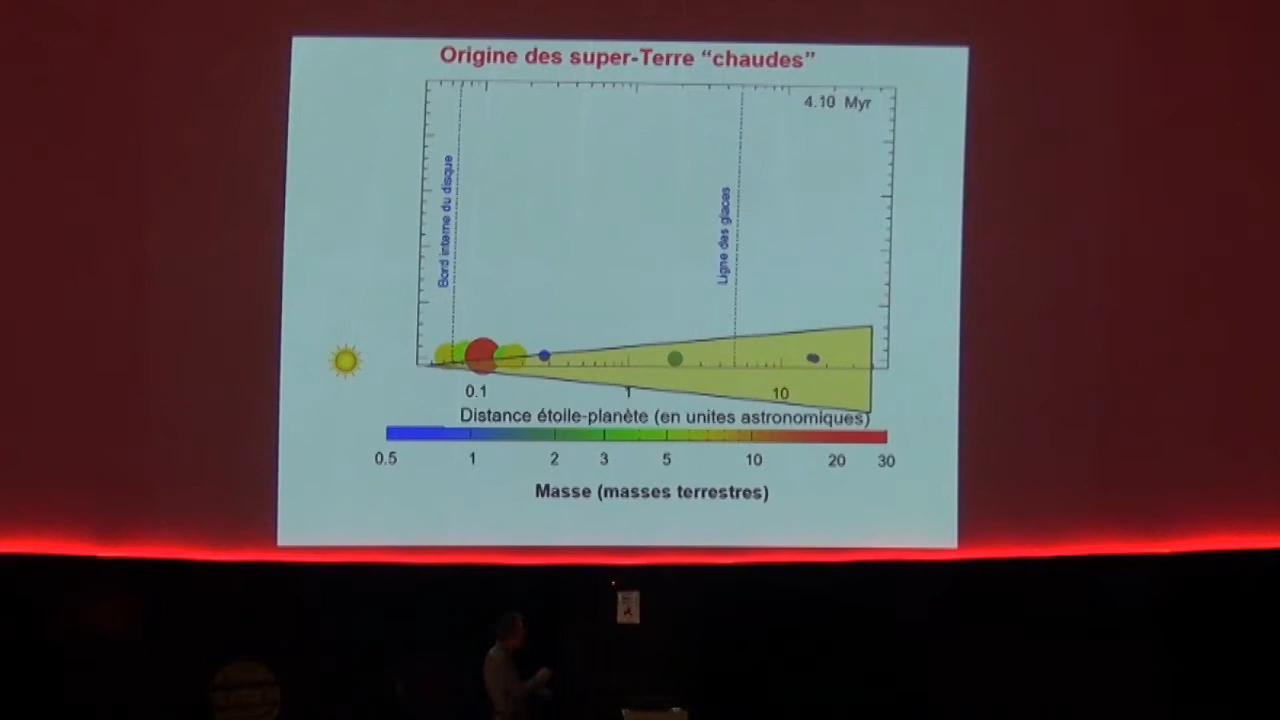 Origine des super-Terre “chaudes”
4.10 Myr
Bord interne du disque
Ligne des glaces
0.1 1 10
Distance étoile-planète (en unites astronomiques)
0.5 1 2 3 5 10 20 30
Masse (masses terrestres)